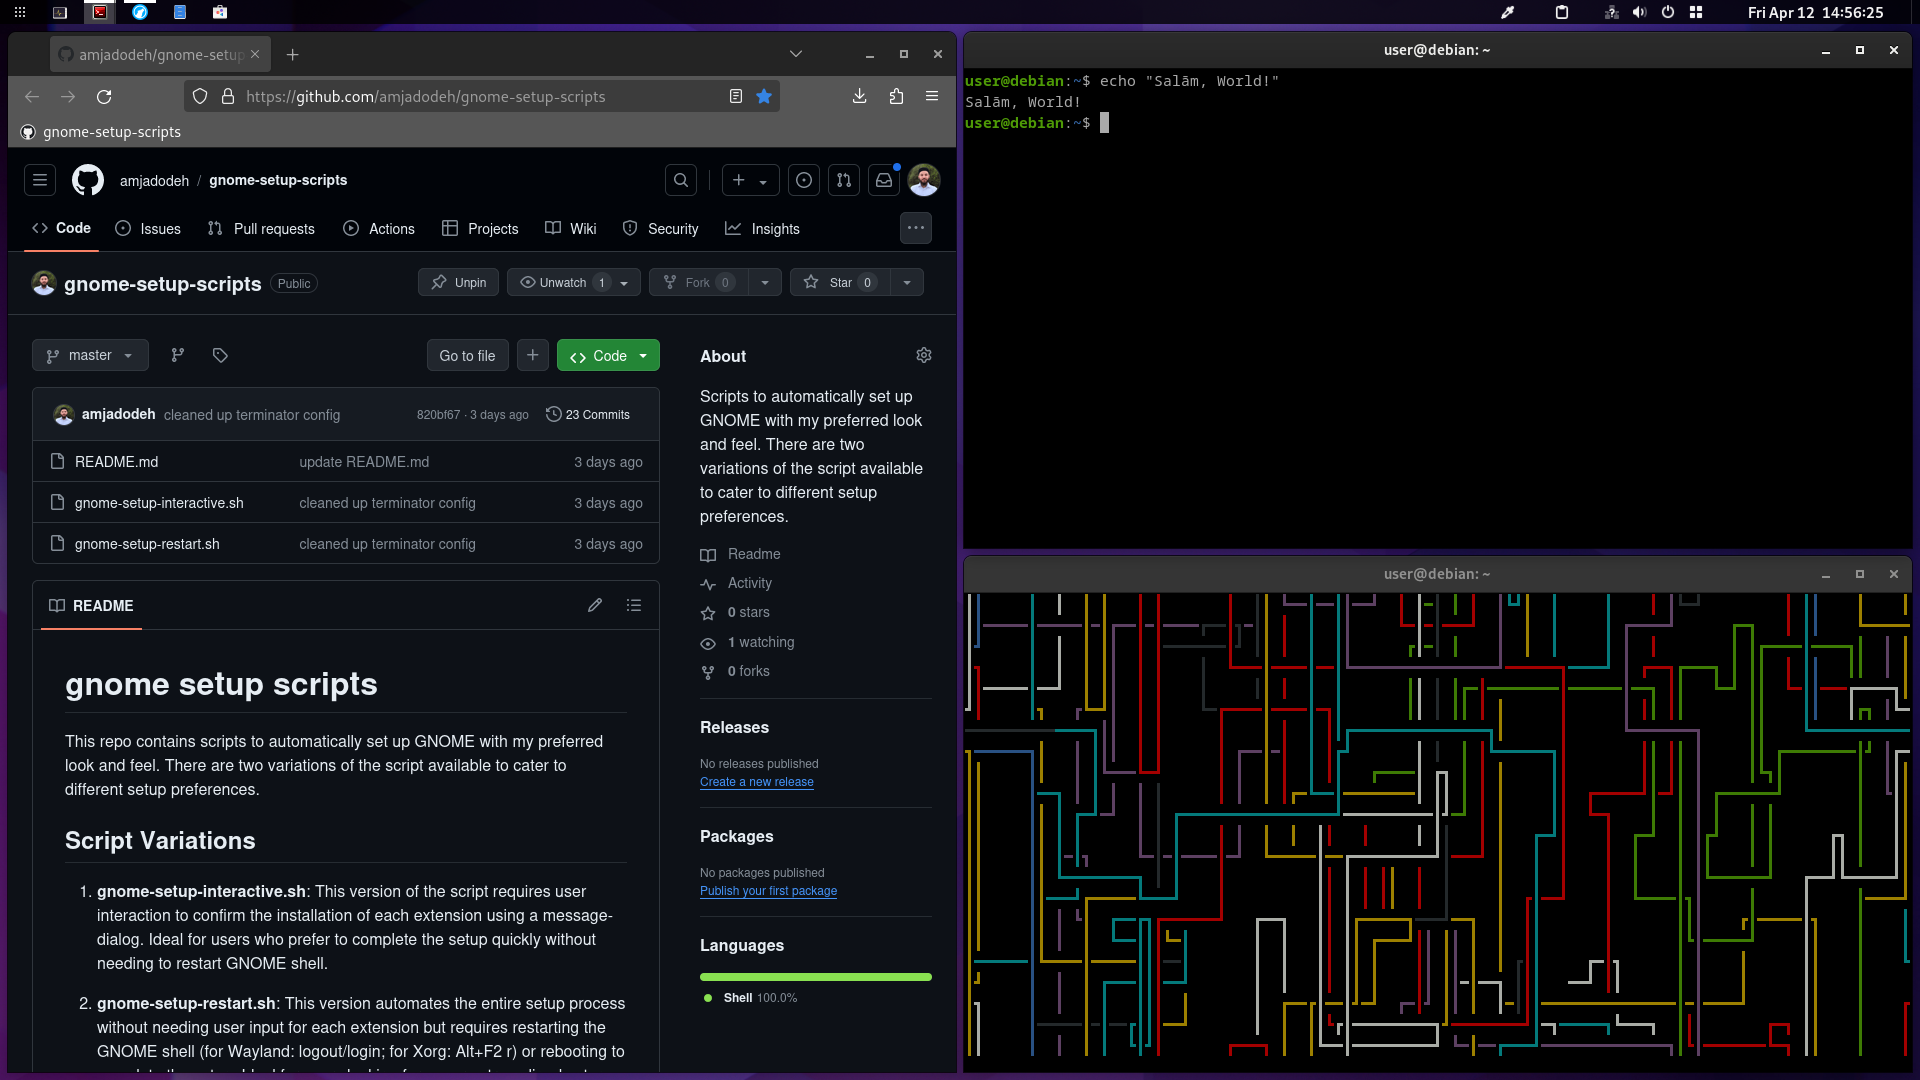 Fri Apr 12  14:56:25
amjadodeh/gnome-setup
https://github.com/amjadodeh/gnome-setup-scripts
gnome-setup-scripts
amjadodeh / gnome-setup-scripts
Code Issues Pull requests Actions Projects Wiki Security Insights
gnome-setup-scripts Public Unpin Unwatch 1 Fork 0 Star 0
master Go to file Code
amjadodeh cleaned up terminator config 820bf67 · 3 days ago 23 Commits
README.md update README.md 3 days ago
gnome-setup-interactive.sh cleaned up terminator config 3 days ago
gnome-setup-restart.sh cleaned up terminator config 3 days ago
README
gnome setup scripts
This repo contains scripts to automatically set up GNOME with my preferred
look and feel. There are two variations of the script available to cater to
different setup preferences.
Script Variations
1. gnome-setup-interactive.sh: This version of the script requires user
interaction to confirm the installation of each extension using a message-
dialog. Ideal for users who prefer to complete the setup quickly without
needing to restart GNOME shell.
2. gnome-setup-restart.sh: This version automates the entire setup process
without needing user input for each extension but requires restarting the
GNOME shell (for Wayland: logout/login; for Xorg: Alt+F2 r) or rebooting to
About
Scripts to automatically set up
GNOME with my preferred look
and feel. There are two
variations of the script available
to cater to different setup
preferences.
Readme
Activity
0 stars
1 watching
0 forks
Releases
No releases published
Create a new release
Packages
No packages published
Publish your first package
Languages
Shell 100.0%
user@debian: ~
user@debian:~$ echo "Salām, World!"
Salām, World!
user@debian:~$
user@debian: ~